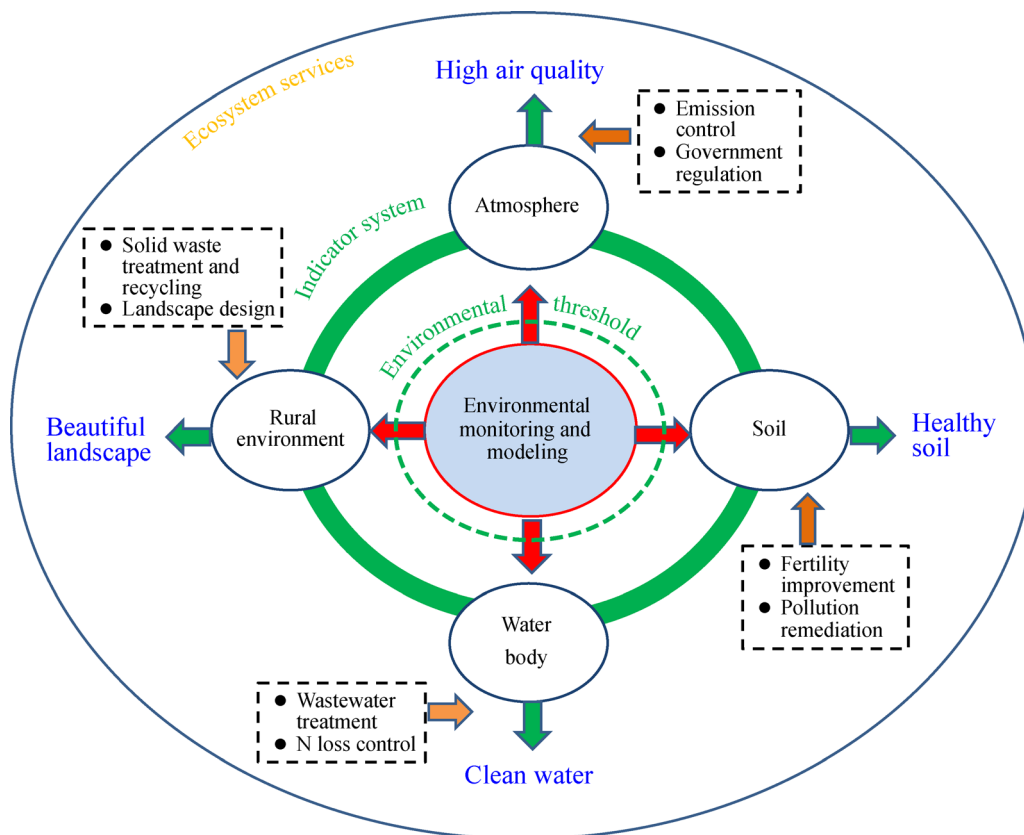 Ecosystem services
High air quality
● Emission
control
● Government
regulation
Atmosphere
Indicator system
● Solid waste
treatment and
recycling
● Landscape design
Environmental threshold
Rural
environment
Environmental
monitoring and
modeling
Soil
Beautiful
landscape
Healthy
soil
● Fertility
improvement
● Pollution
remediation
Water
body
● Wastewater
treatment
● N loss control
Clean water